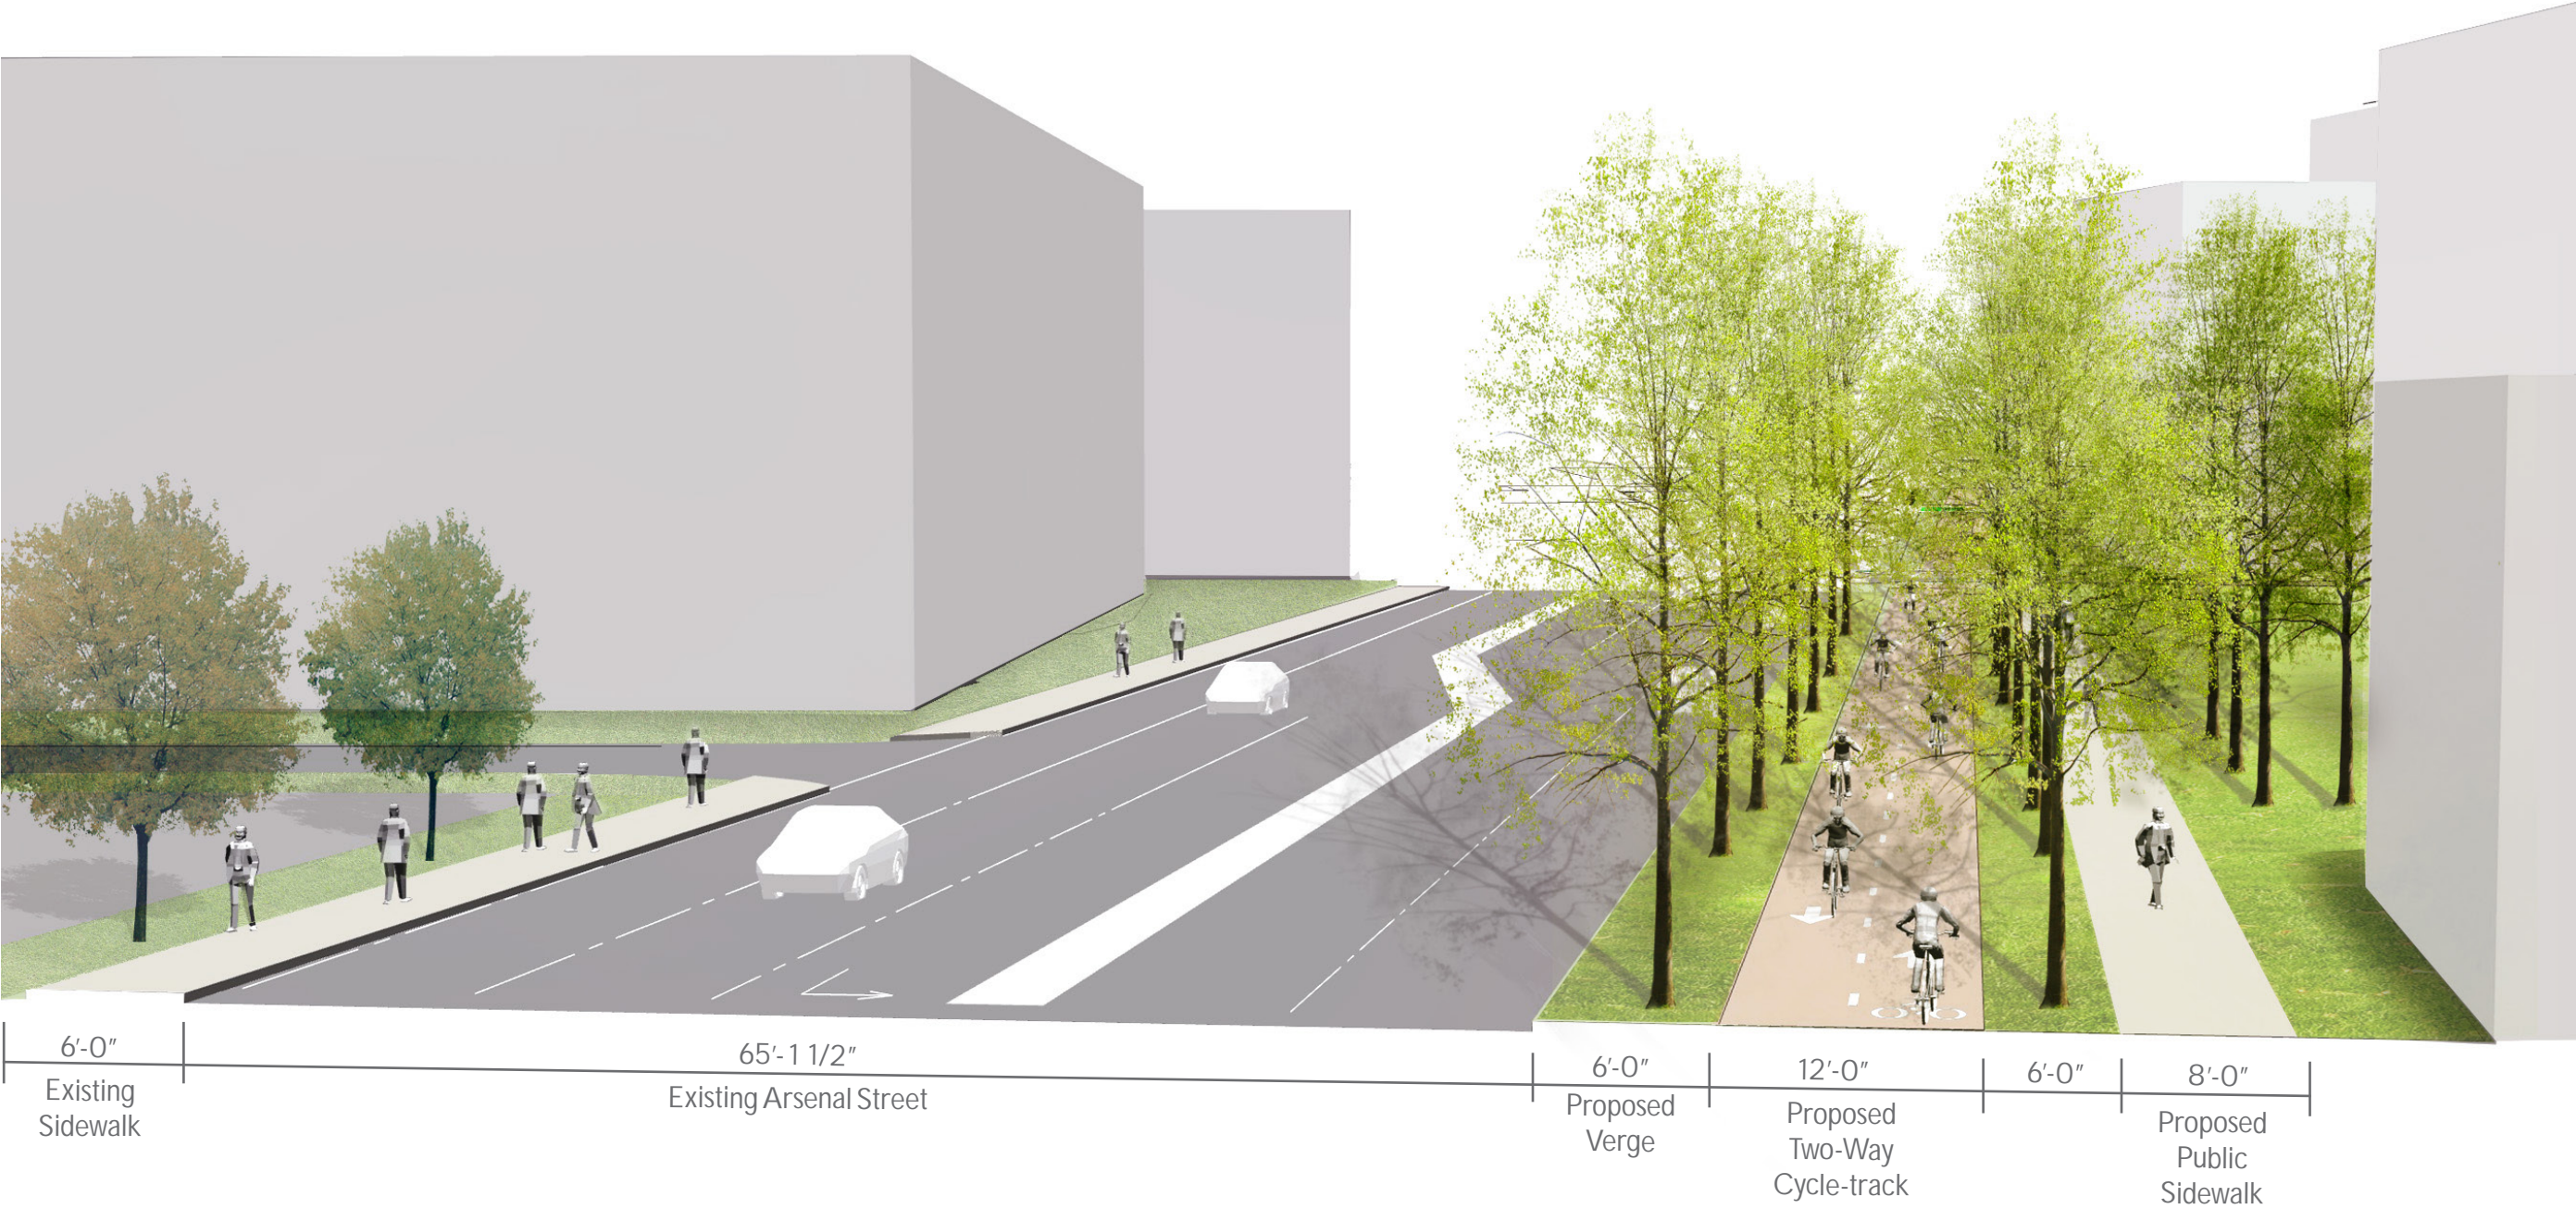 6'-0"
Existing
Sidewalk
65'-1 1/2"
Existing Arsenal Street
6'-0"
Proposed
Verge
12'-0"
Proposed
Two-Way
Cycle-track
6'-0"
8'-0"
Proposed
Public
Sidewalk